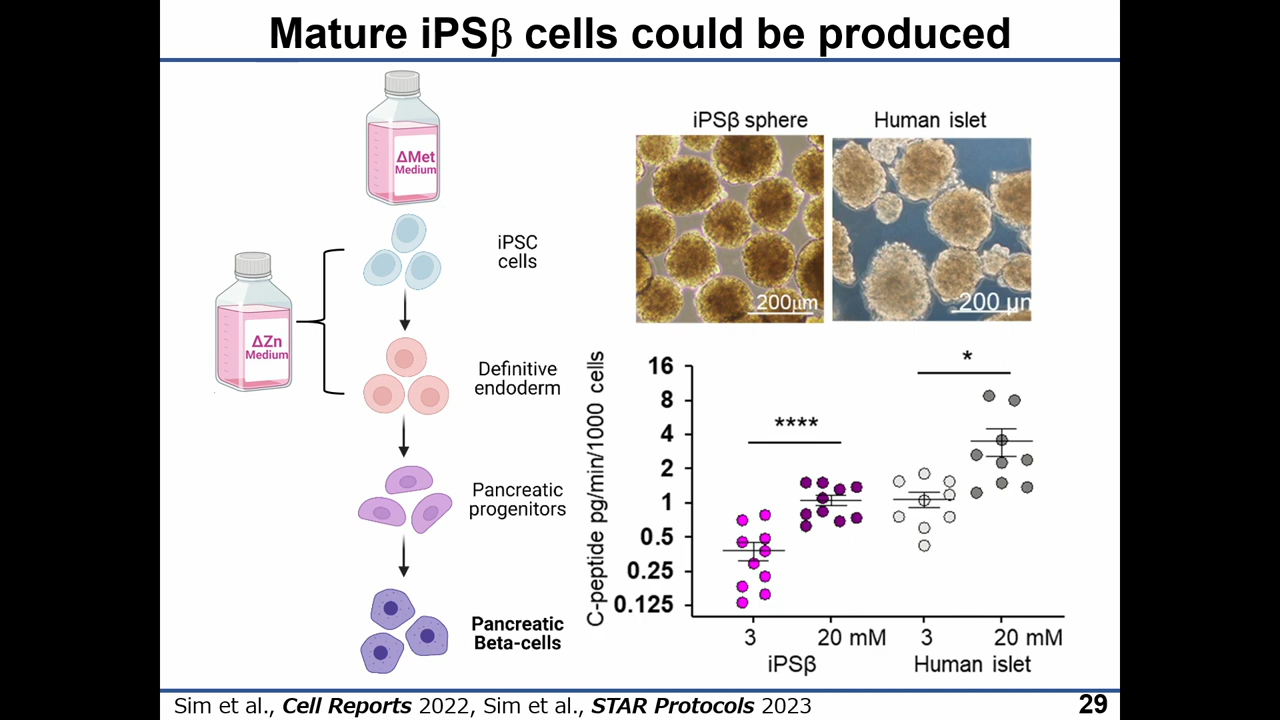 Mature iPSβ cells could be produced
ΔMet
Medium
iPSC
cells
ΔZn
Medium
Definitive
endoderm
Pancreatic
progenitors
Pancreatic
Beta-cells
iPSβ sphere
Human islet
200μm
200 μm
C-peptide pg/min/1000 cells
16
8
4
2
1
0.5
0.25
0.125
****
*
3
20 mM
3
20 mM
iPSβ
Human islet
Sim et al., Cell Reports 2022, Sim et al., STAR Protocols 2023
29